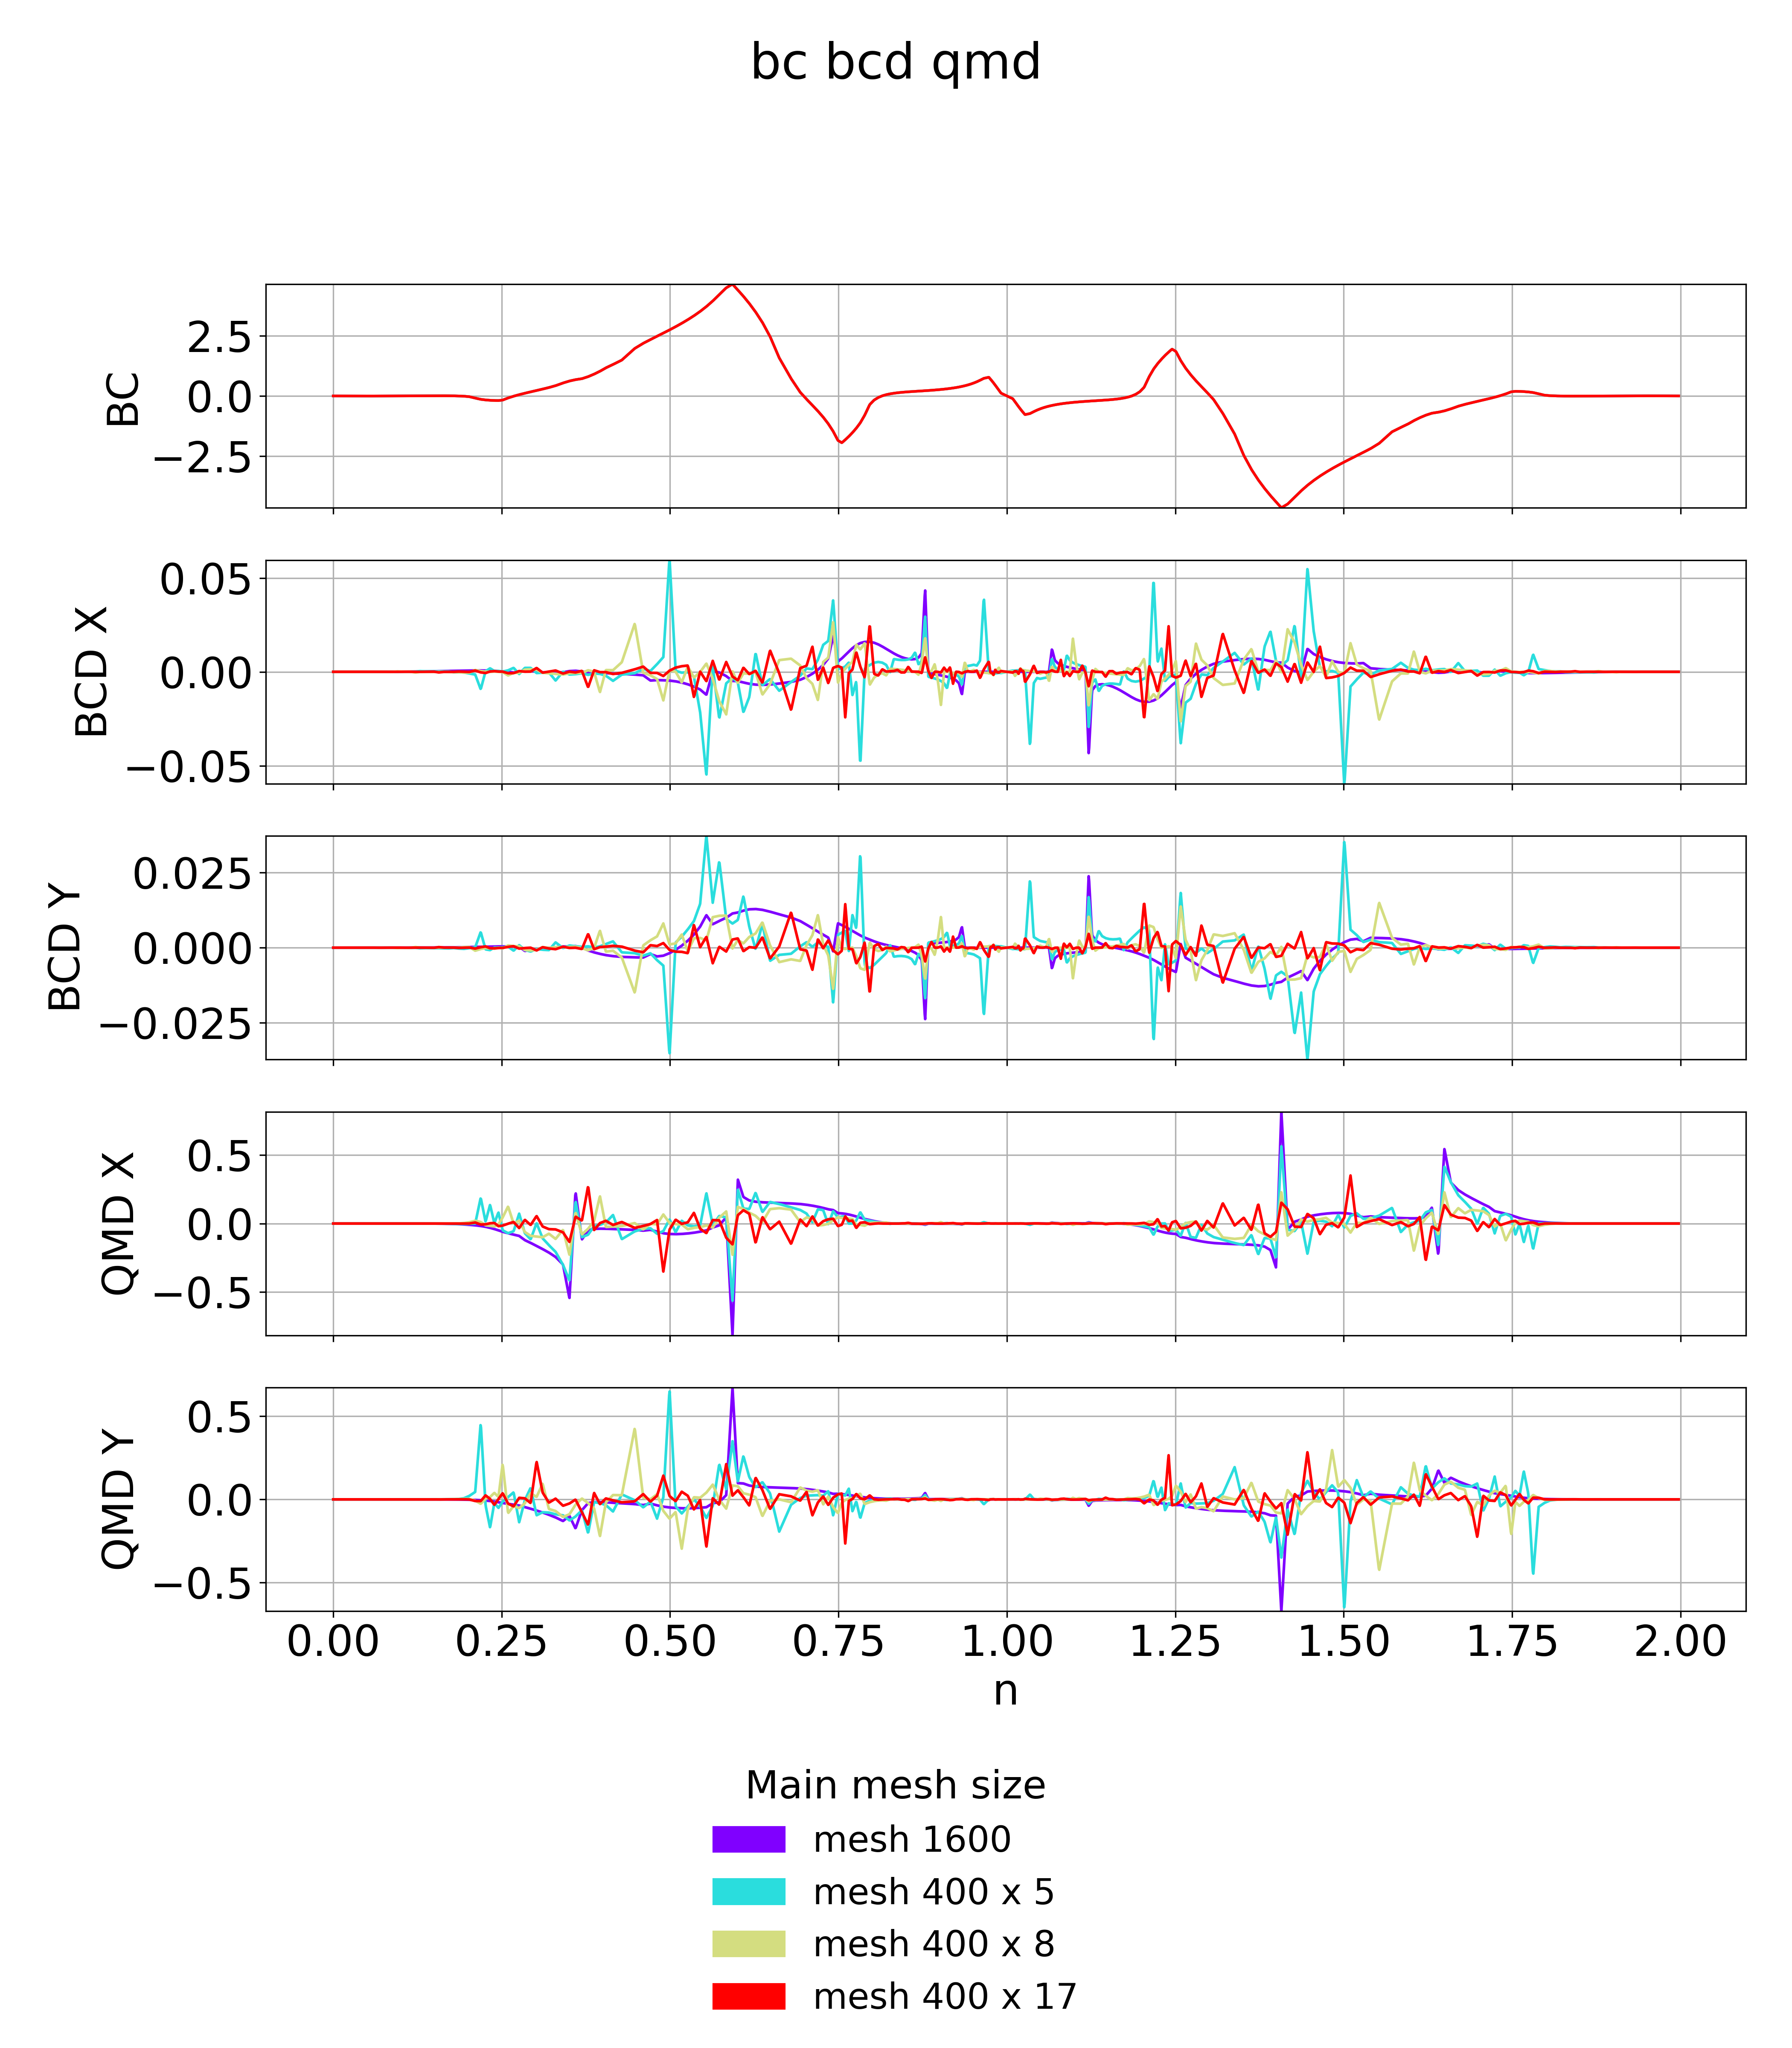 bc bcd qmd
BC
2.5
0.0
−2.5
BCD X
0.05
0.00
−0.05
BCD Y
0.025
0.000
−0.025
QMD X
0.5
0.0
−0.5
QMD Y
0.5
0.0
−0.5
0.00 0.25 0.50 0.75 1.00 1.25 1.50 1.75 2.00
n
Main mesh size
mesh 1600
mesh 400 x 5
mesh 400 x 8
mesh 400 x 17